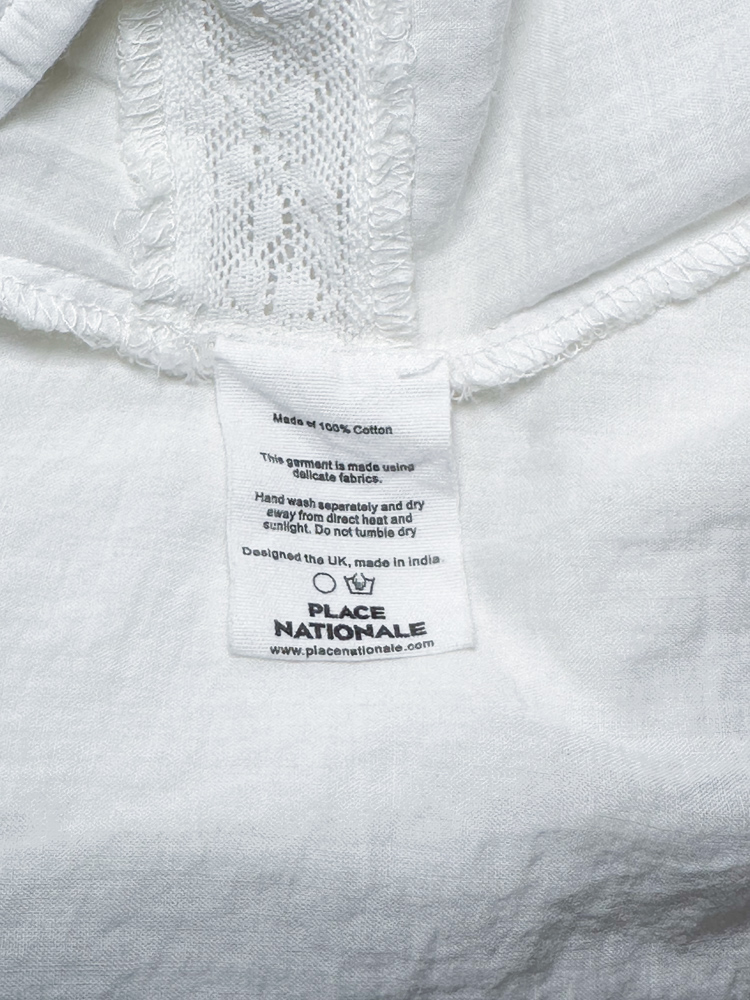 Made of 100% Cotton
This garment is made using
delicate fabrics.
Hand wash separately and dry
away from direct heat and
sunlight. Do not tumble dry
Designed the UK, made in india.
PLACE
NATIONALE
www.placenationale.com